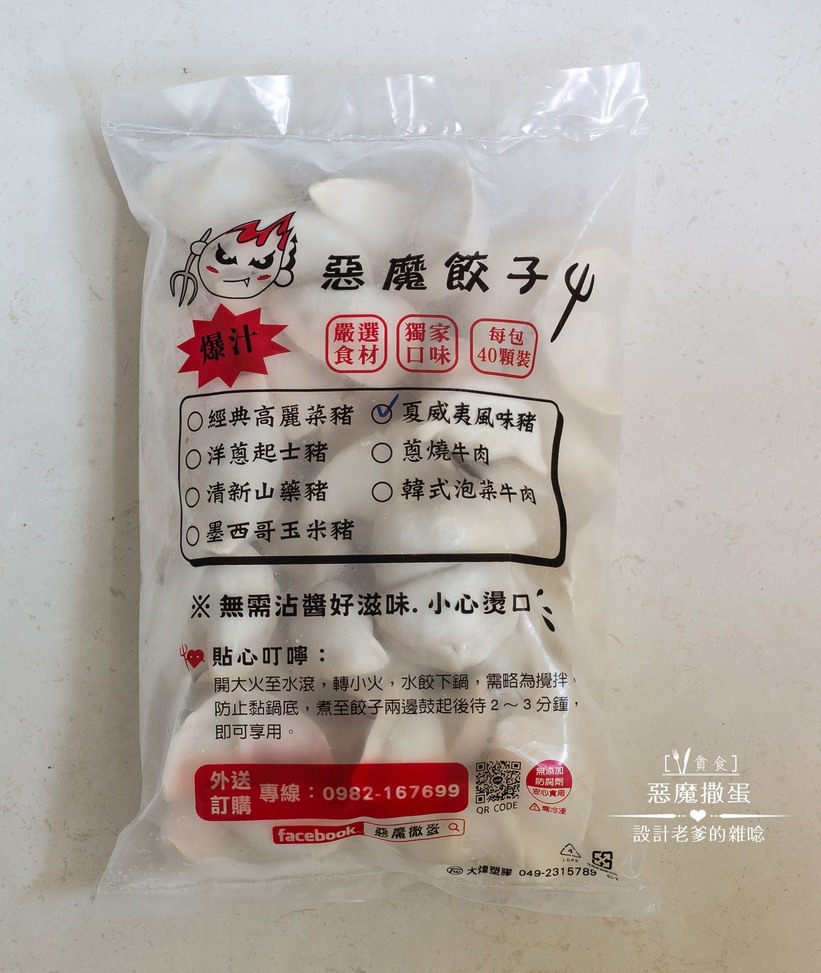 惡魔餃子
爆汁
嚴選
食材
獨家
口味
每包
40顆裝
經典高麗菜豬
夏威夷風味豬
洋蔥起士豬
蔥燒牛肉
清新山藥豬
韓式泡菜牛肉
墨西哥玉米豬
※無需沾醬好滋味.小心燙口
貼心叮嚀：
開大火至水滾，轉小火，水餃下鍋，需略為攪拌，
防止黏鍋底，煮至餃子兩邊鼓起後待2～3分鐘，
即可享用。
外送
訂購
專線：0982-167699
QR CODE
無添加
防腐劑
安心食用
需冷凍
facebook 惡魔撒蛋
4
LDPE
大煒塑膠 049-2315789
[貪食]
惡魔撒蛋
設計老爹的雜唸